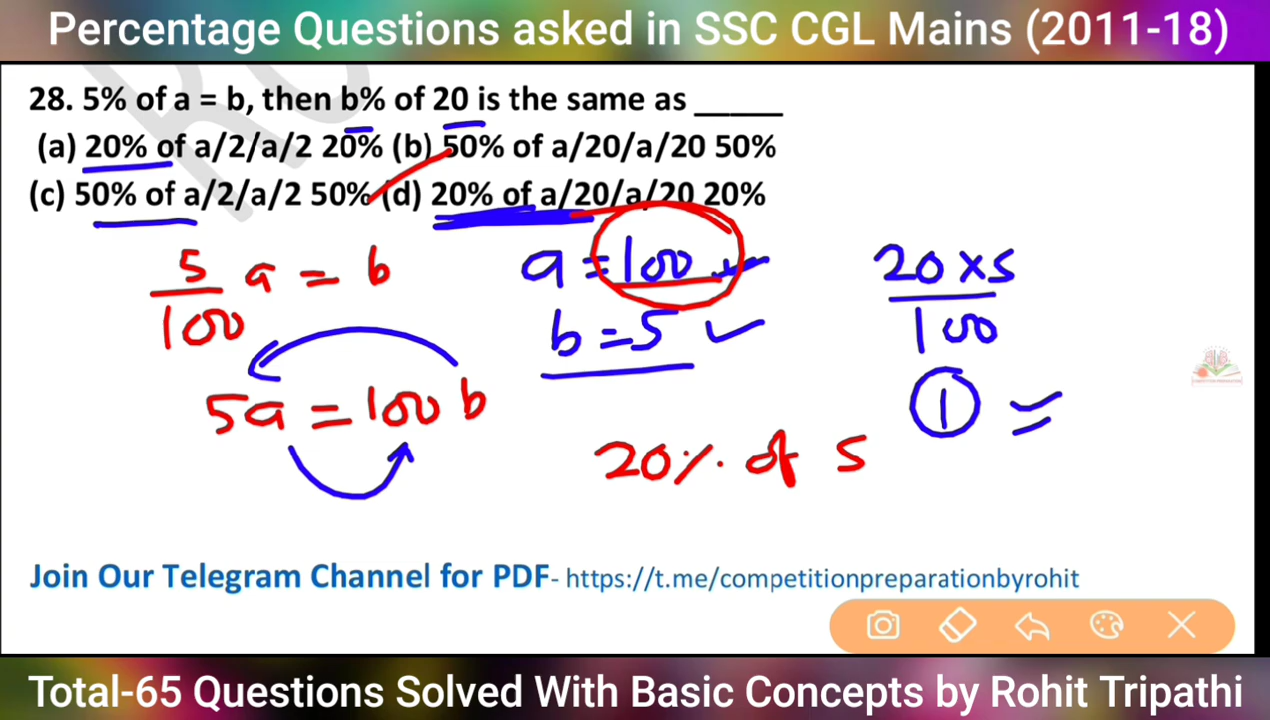 Percentage Questions asked in SSC CGL Mains (2011-18)
28. 5% of a = b, then b% of 20 is the same as _____
(a) 20% of a/2/a/2 20% (b) 50% of a/20/a/20 50%
(c) 50% of a/2/a/2 50% (d) 20% of a/20/a/20 20%
5/100 a = b
a = 100
b = 5
20 x 5
100
5a = 100 b
1 =
20% of 5
Join Our Telegram Channel for PDF- https://t.me/competitionpreparationbyrohit
Total-65 Questions Solved With Basic Concepts by Rohit Tripathi